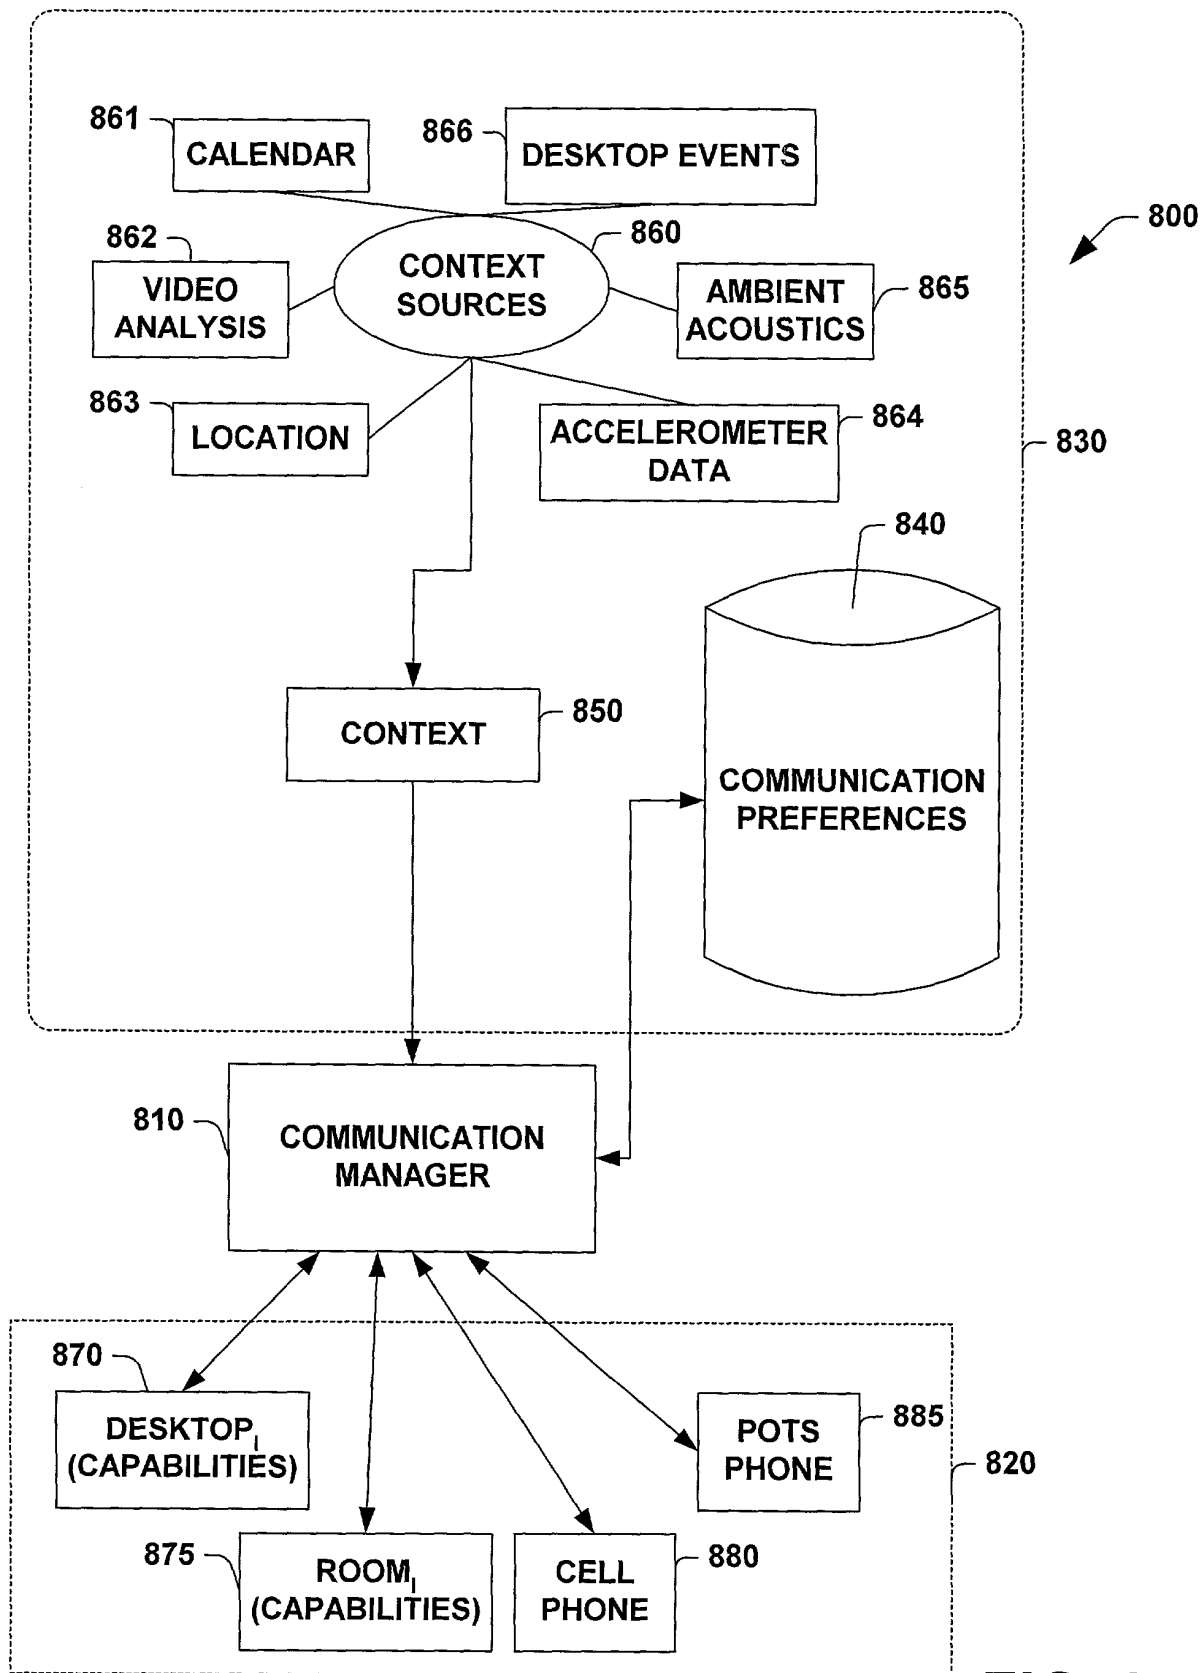 861
CALENDAR
866
DESKTOP EVENTS
800
862
VIDEO
ANALYSIS
860
CONTEXT
SOURCES
AMBIENT
ACOUSTICS
865
863
LOCATION
ACCELEROMETER
DATA
864
830
840
CONTEXT
850
COMMUNICATION
PREFERENCES
810
COMMUNICATION
MANAGER
870
DESKTOPI
(CAPABILITIES)
POTS
PHONE
885
820
875
ROOMI
(CAPABILITIES)
CELL
PHONE
880